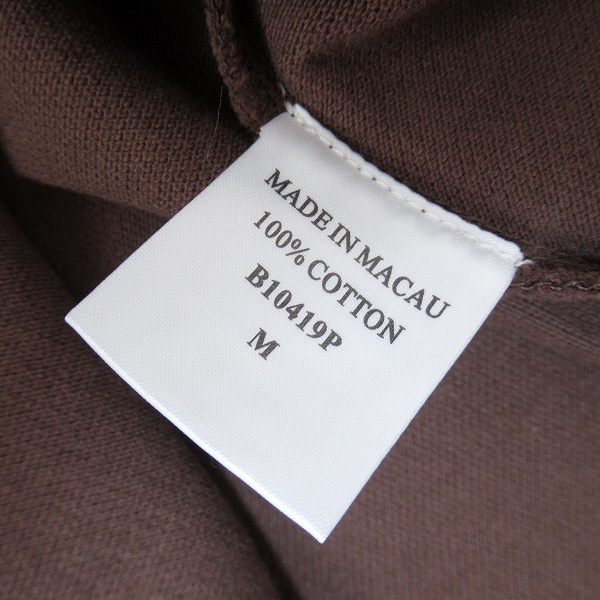 MADE IN MACAU
100% COTTON
B10419P
M